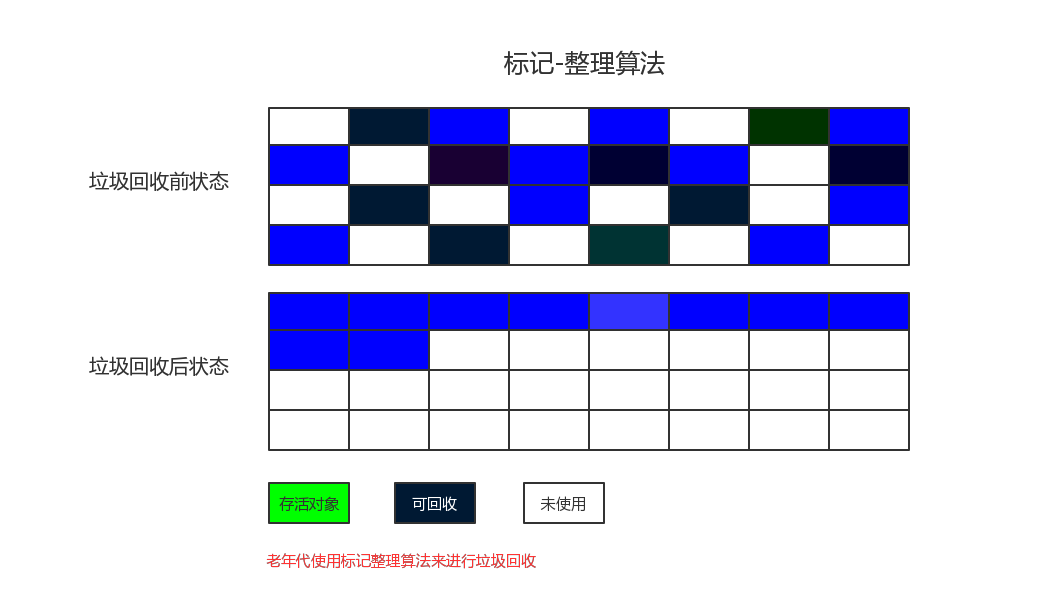 标记-整理算法
垃圾回收前状态
垃圾回收后状态
存活对象
可回收
未使用
老年代使用标记整理算法来进行垃圾回收